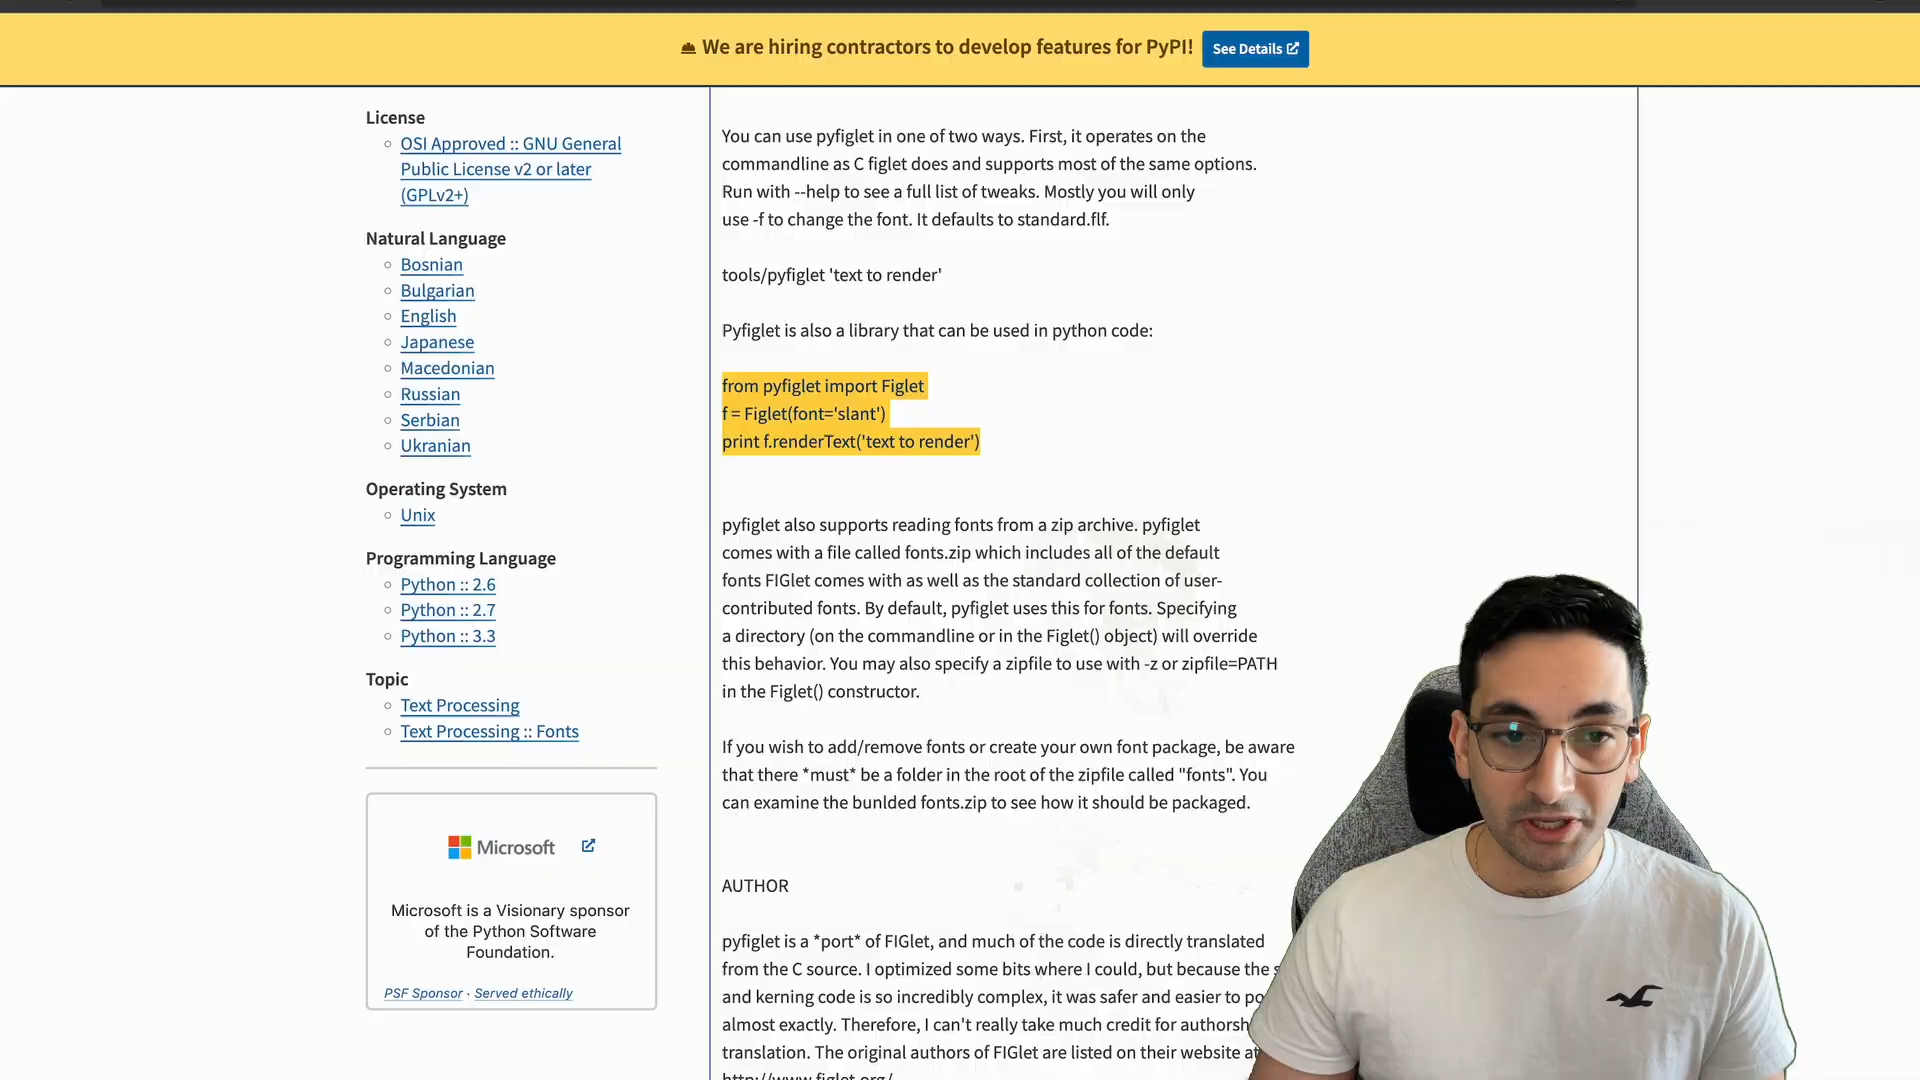 We are hiring contractors to develop features for PyPI!
See Details
License
OSI Approved :: GNU General
Public License v2 or later
(GPLv2+)
Natural Language
Bosnian
Bulgarian
English
Japanese
Macedonian
Russian
Serbian
Ukranian
Operating System
Unix
Programming Language
Python :: 2.6
Python :: 2.7
Python :: 3.3
Topic
Text Processing
Text Processing :: Fonts
Microsoft
Microsoft is a Visionary sponsor
of the Python Software
Foundation.
PSF Sponsor · Served ethically
You can use pyfiglet in one of two ways. First, it operates on the
commandline as C figlet does and supports most of the same options.
Run with --help to see a full list of tweaks. Mostly you will only
use -f to change the font. It defaults to standard.flf.
tools/pyfiglet 'text to render'
Pyfiglet is also a library that can be used in python code:
from pyfiglet import Figlet
f = Figlet(font='slant')
print f.renderText('text to render')
pyfiglet also supports reading fonts from a zip archive. pyfiglet
comes with a file called fonts.zip which includes all of the default
fonts FIGlet comes with as well as the standard collection of user-
contributed fonts. By default, pyfiglet uses this for fonts. Specifying
a directory (on the commandline or in the Figlet() object) will override
this behavior. You may also specify a zipfile to use with -z or zipfile=PATH
in the Figlet() constructor.
If you wish to add/remove fonts or create your own font package, be aware
that there *must* be a folder in the root of the zipfile called "fonts". You
can examine the bunlded fonts.zip to see how it should be packaged.
AUTHOR
pyfiglet is a *port* of FIGlet, and much of the code is directly translated
from the C source. I optimized some bits where I could, but because the
and kerning code is so incredibly complex, it was safer and easier to
almost exactly. Therefore, I can't really take much credit for
translation. The original authors of FIGlet are listed on their website at
http://www.figlet.org/